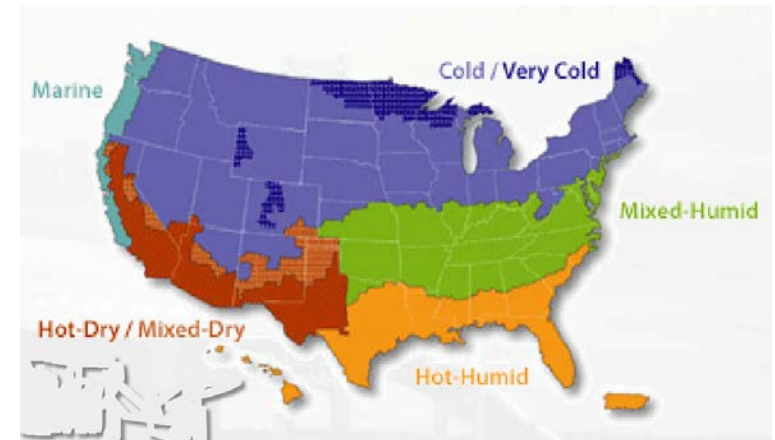 Cold / Very Cold
Marine
Mixed-Humid
Hot-Dry / Mixed-Dry
Hot-Humid